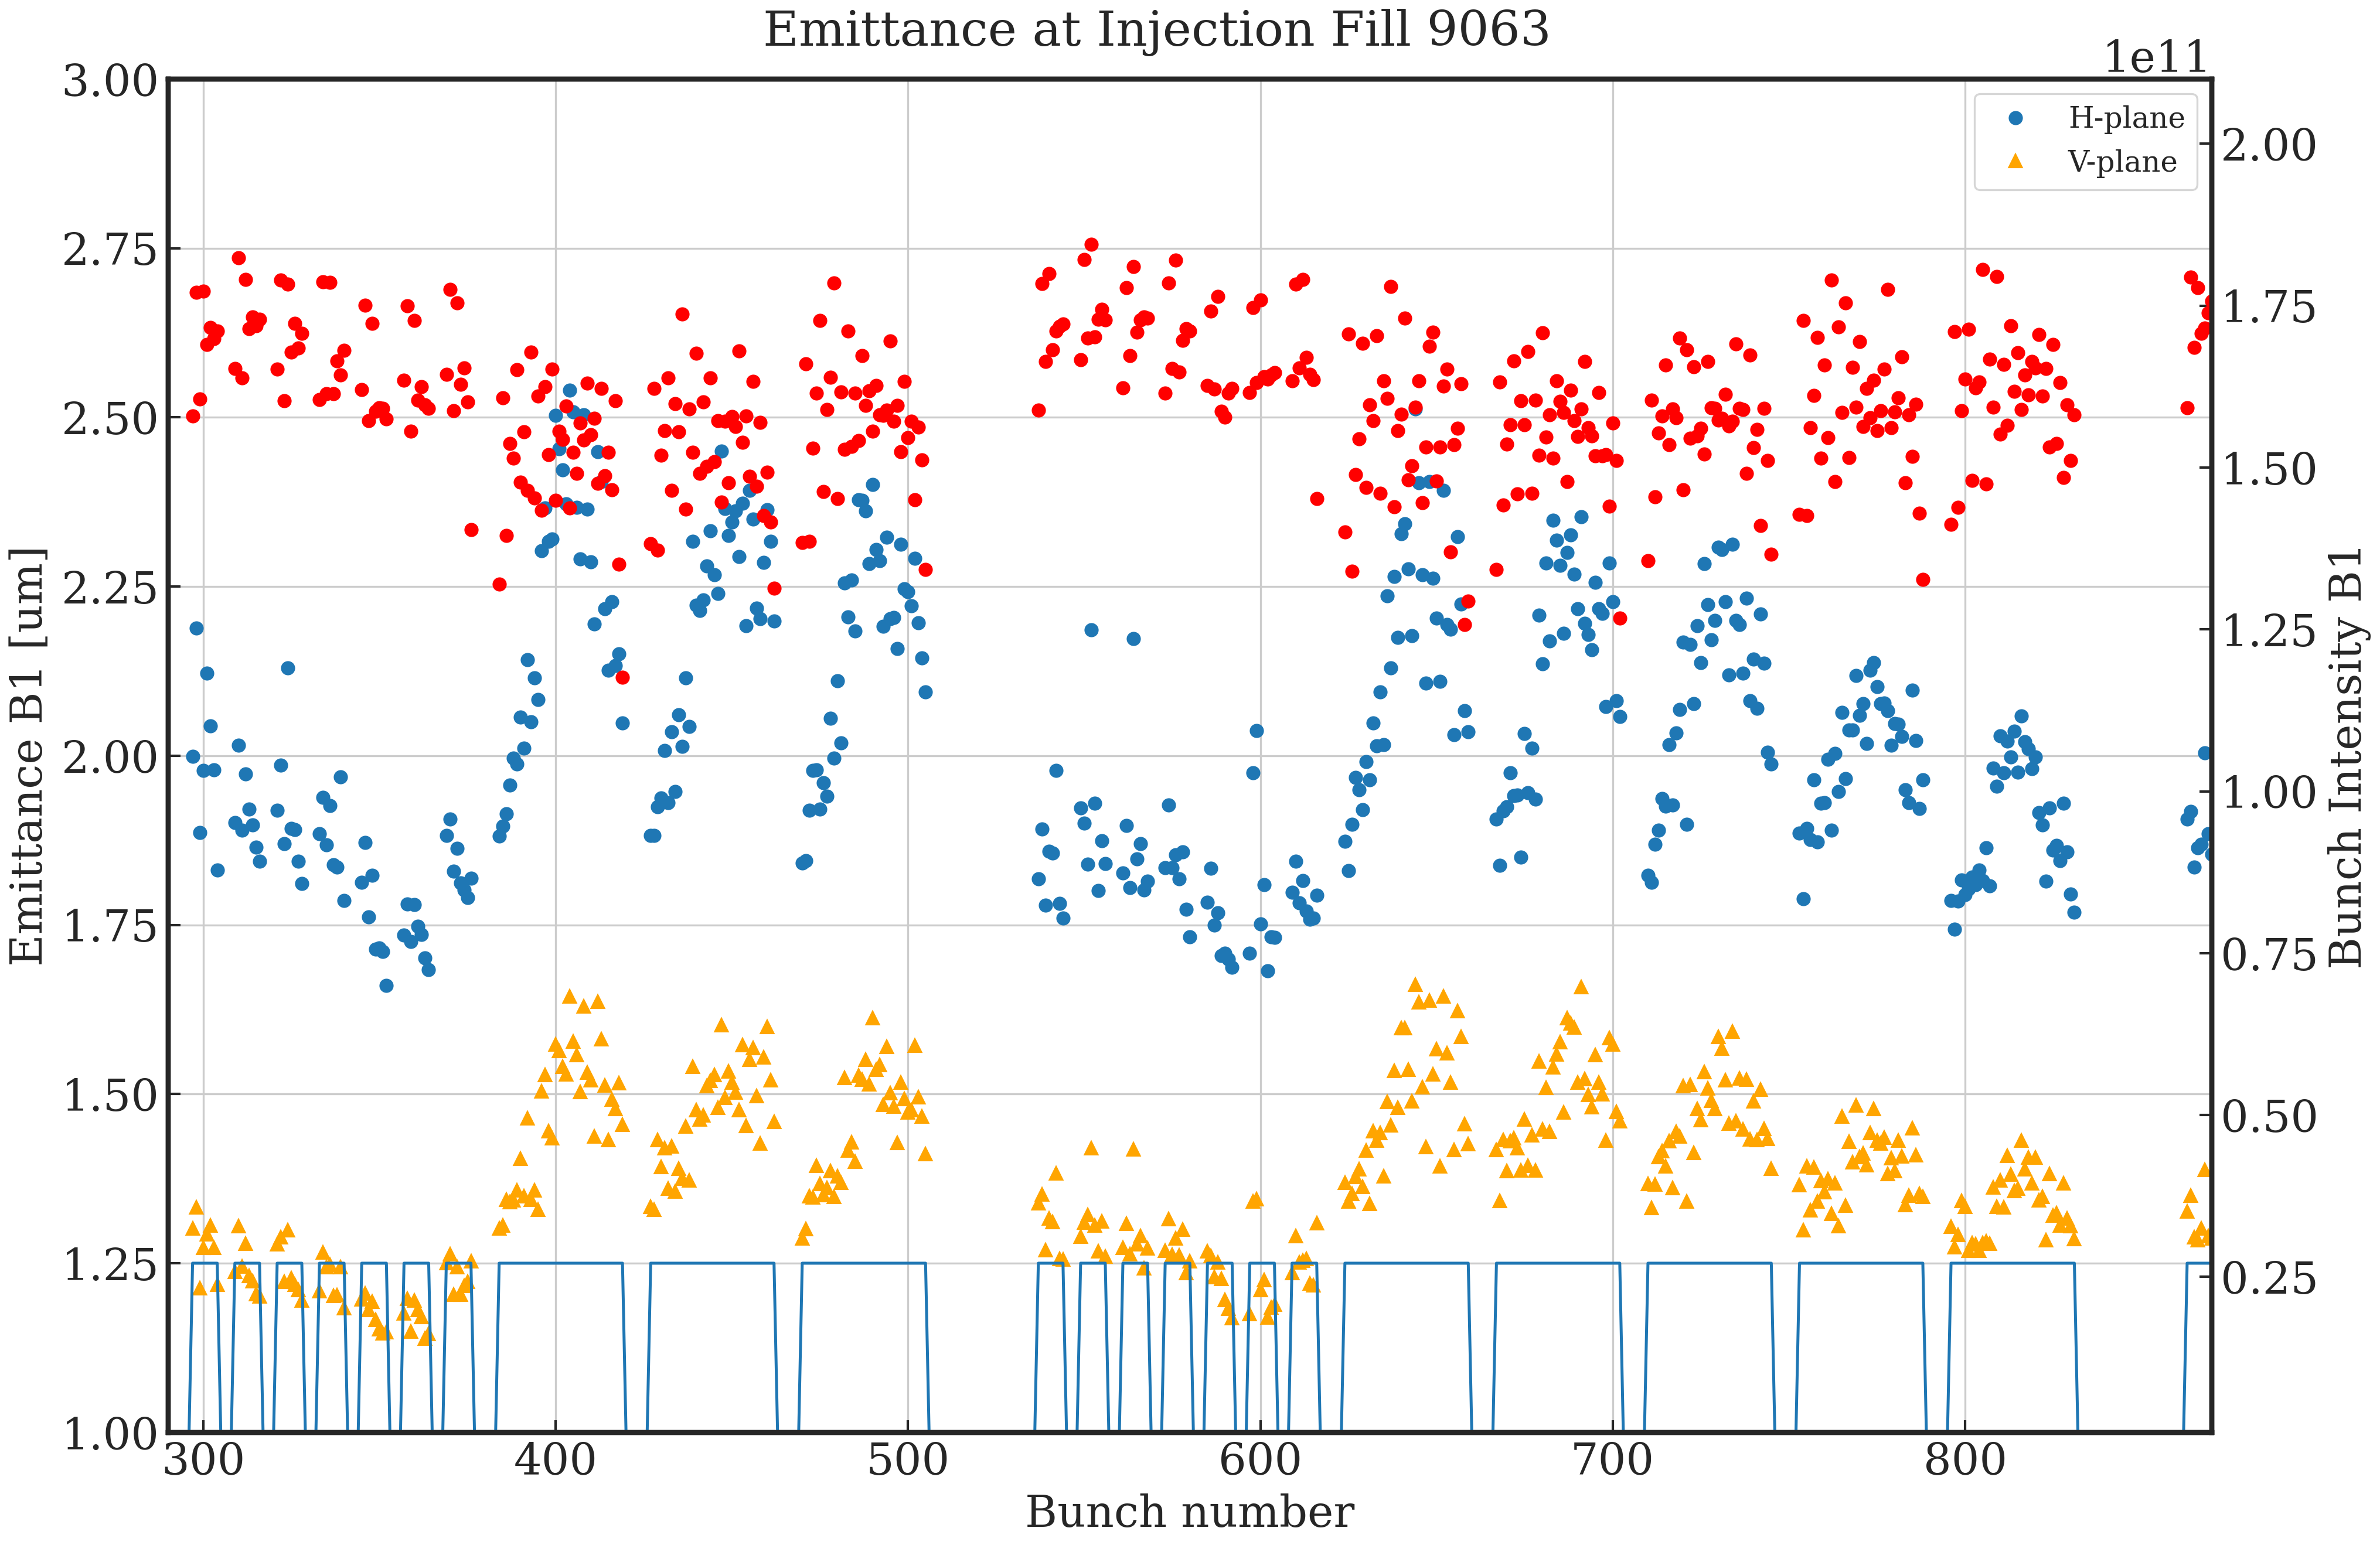 Emittance at Injection Fill 9063
1e11
3.00
2.75
2.50
2.25
2.00
1.75
1.50
1.25
1.00
Emittance B1 [um]
H-plane
V-plane
2.00
1.75
1.50
1.25
1.00
0.75
0.50
0.25
Bunch Intensity B1
300 400 500 600 700 800
Bunch number